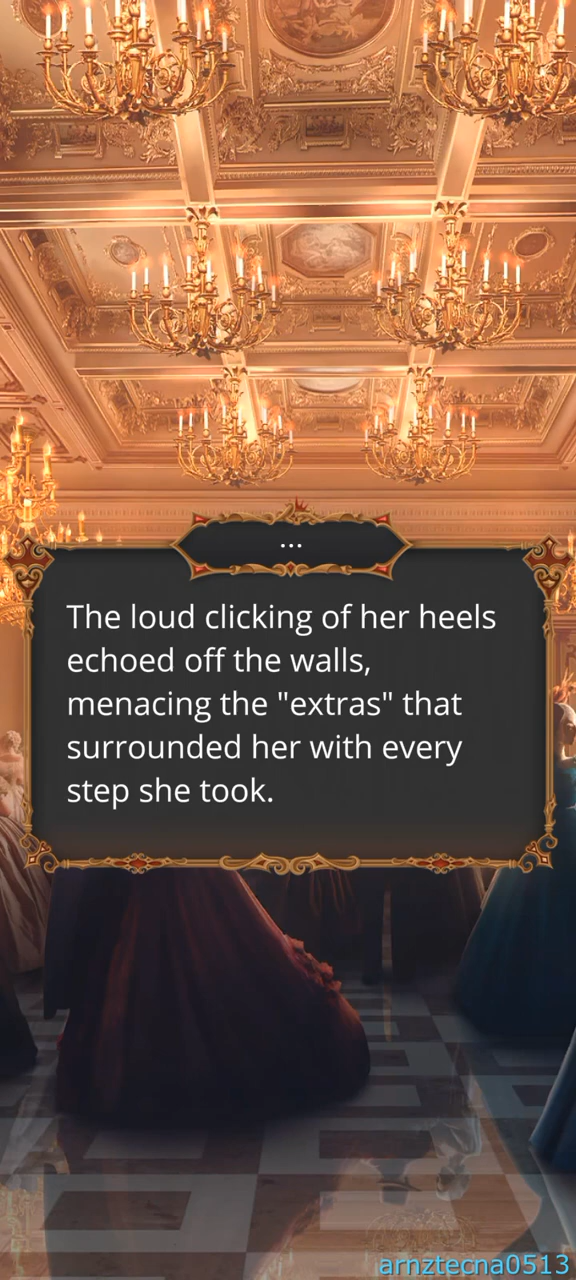 ...
The loud clicking of her heels
echoed off the walls,
menacing the "extras" that
surrounded her with every
step she took.
arnztecna0513